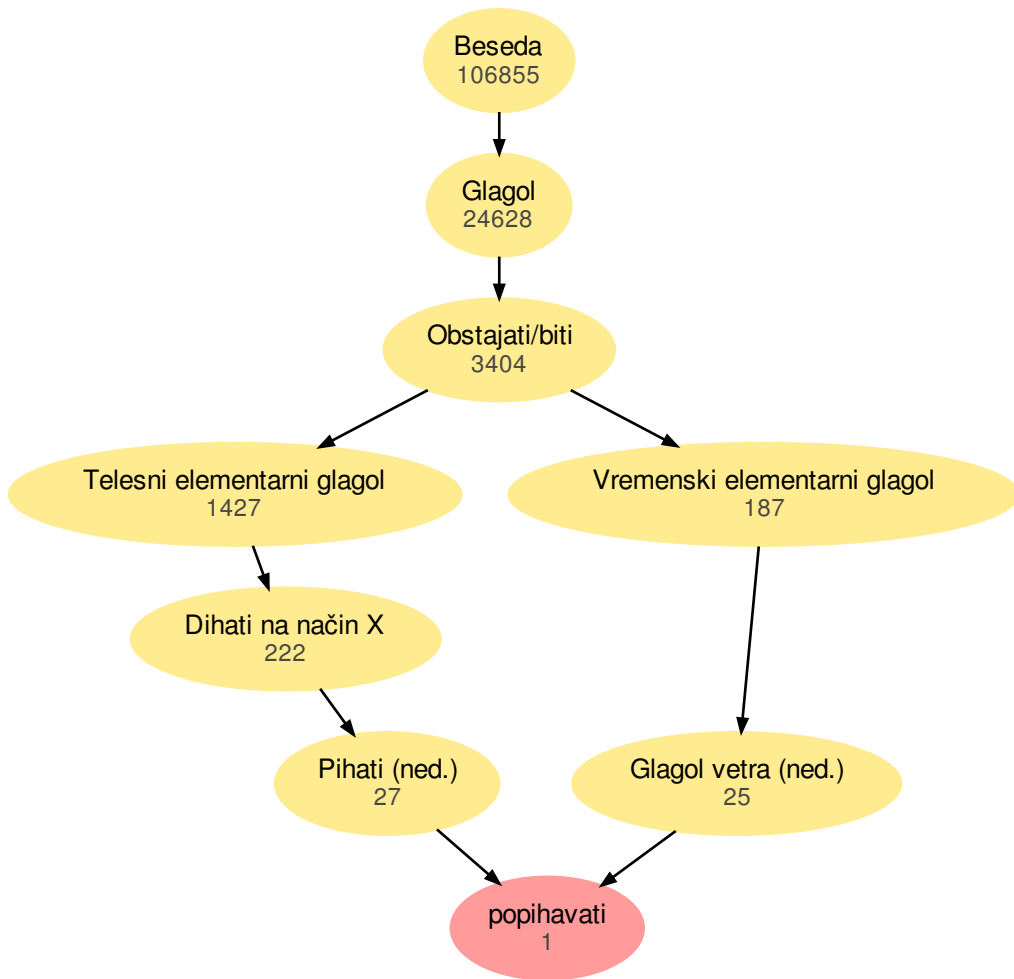 Beseda
106855
Glagol
24628
Obstajati/biti
3404
Telesni elementarni glagol
1427
Vremenski elementarni glagol
187
Dihati na način X
222
Pihati (ned.)
27
Glagol vetra (ned.)
25
popihavati
1